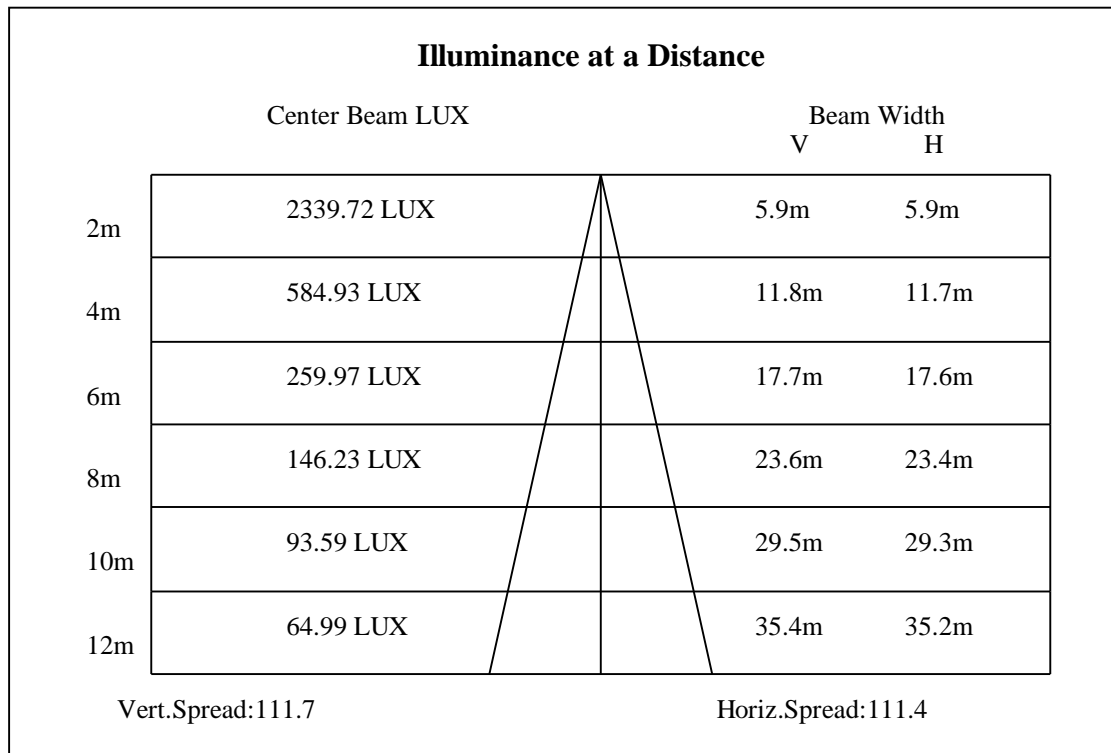 Illuminance at a Distance
Center Beam LUX Beam Width
V H
2m 2339.72 LUX 5.9m 5.9m
4m 584.93 LUX 11.8m 11.7m
6m 259.97 LUX 17.7m 17.6m
8m 146.23 LUX 23.6m 23.4m
10m 93.59 LUX 29.5m 29.3m
12m 64.99 LUX 35.4m 35.2m
Vert.Spread:111.7 Horiz.Spread:111.4